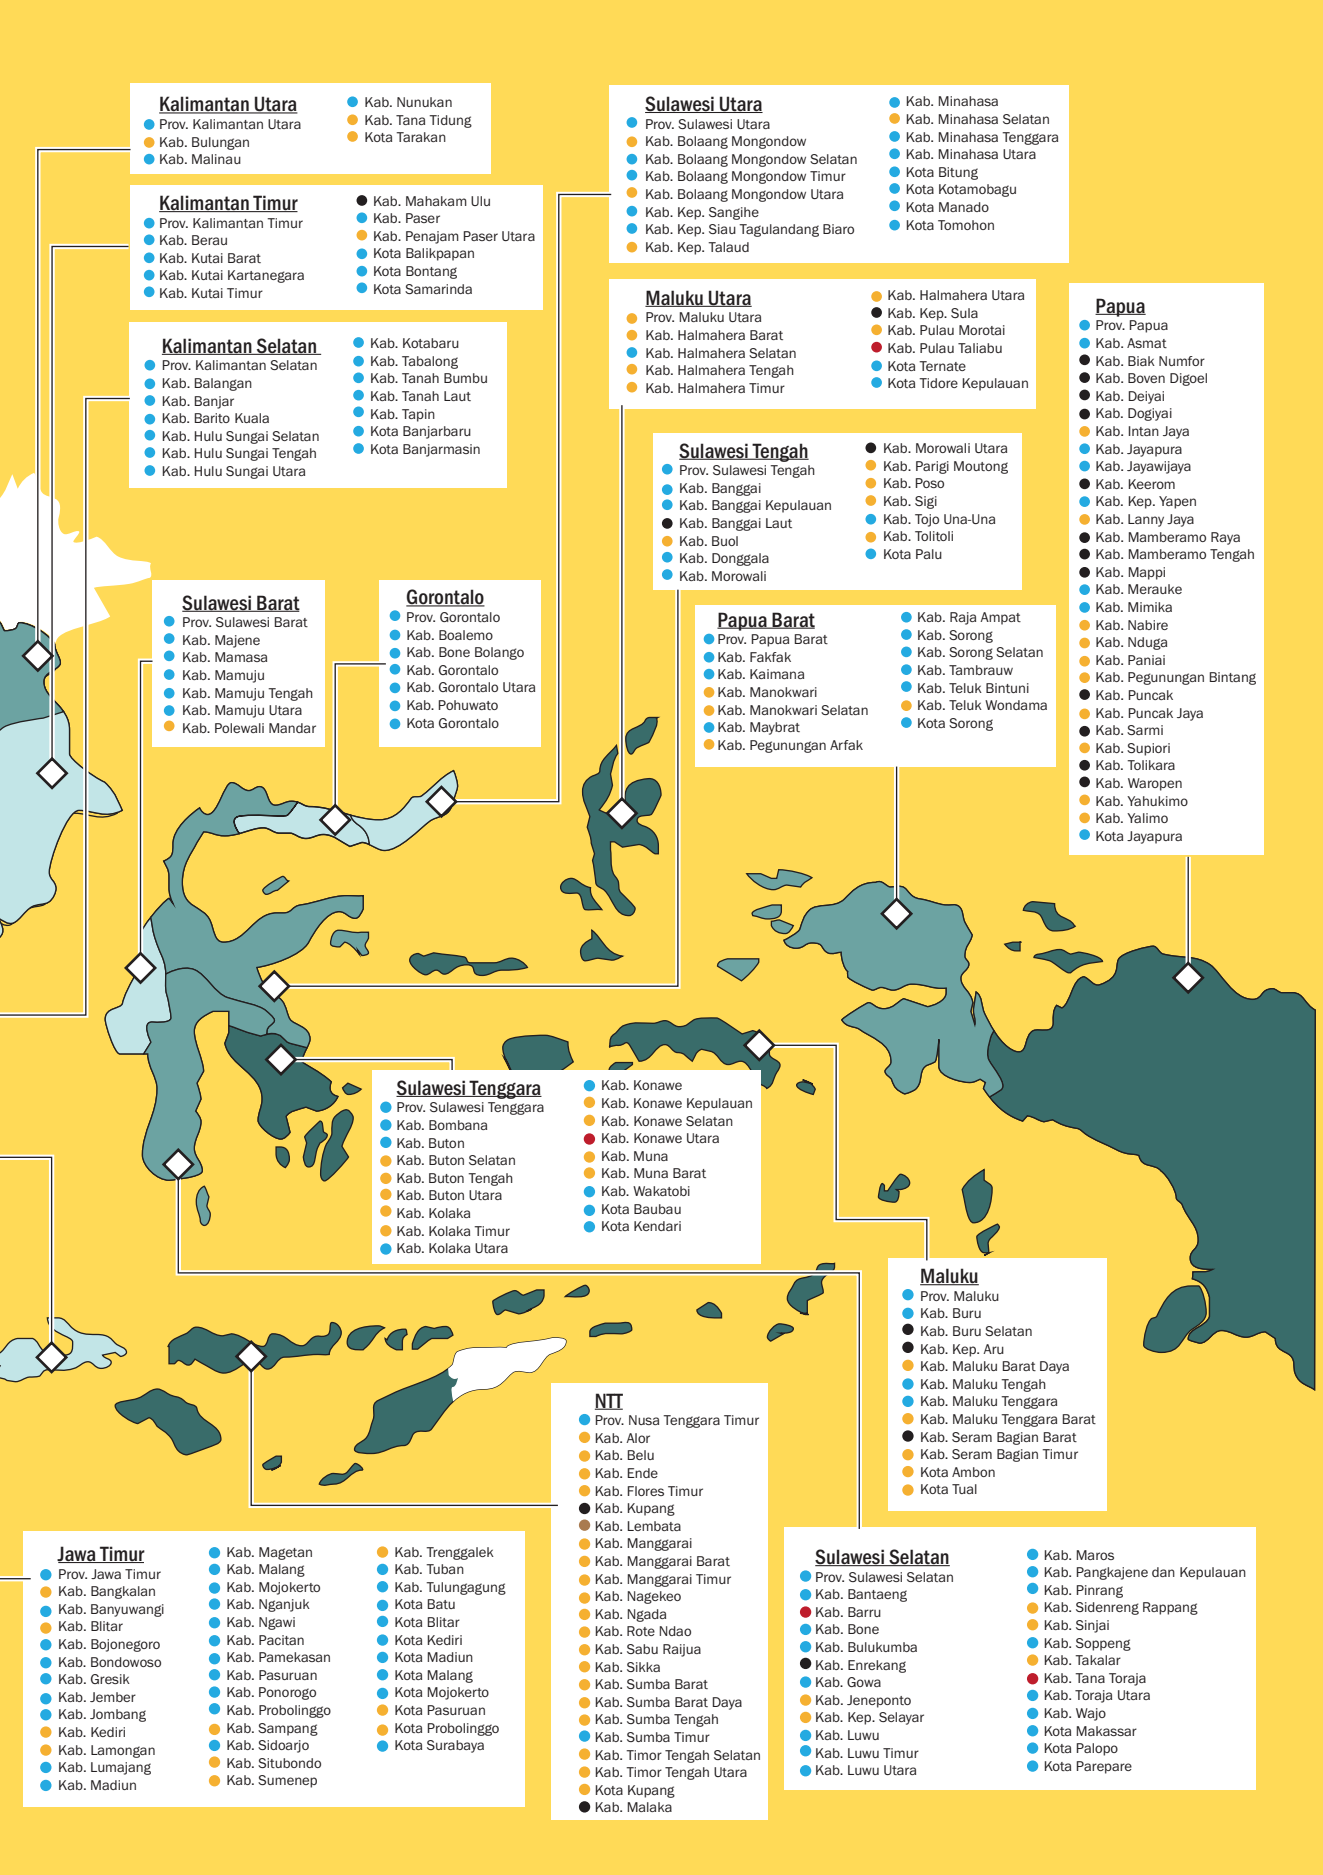 Kalimantan Utara
Prov. Kalimantan Utara
Kab. Bulungan
Kab. Malinau
Kab. Nunukan
Kab. Tana Tidung
Kota Tarakan
Kalimantan Timur
Prov. Kalimantan Timur
Kab. Berau
Kab. Kutai Barat
Kab. Kutai Kartanegara
Kab. Kutai Timur
Kab. Mahakam Ulu
Kab. Paser
Kab. Penajam Paser Utara
Kota Balikpapan
Kota Bontang
Kota Samarinda
Kalimantan Selatan
Prov. Kalimantan Selatan
Kab. Balangan
Kab. Banjar
Kab. Barito Kuala
Kab. Hulu Sungai Selatan
Kab. Hulu Sungai Tengah
Kab. Hulu Sungai Utara
Kab. Kotabaru
Kab. Tabalong
Kab. Tanah Bumbu
Kab. Tanah Laut
Kab. Tapin
Kota Banjarbaru
Kota Banjarmasin
Sulawesi Utara
Prov. Sulawesi Utara
Kab. Bolaang Mongondow
Kab. Bolaang Mongondow Selatan
Kab. Bolaang Mongondow Timur
Kab. Bolaang Mongondow Utara
Kab. Kep. Sangihe
Kab. Kep. Siau Tagulandang Biaro
Kab. Kep. Talaud
Kab. Minahasa
Kab. Minahasa Selatan
Kab. Minahasa Tenggara
Kab. Minahasa Utara
Kota Bitung
Kota Kotamobagu
Kota Manado
Kota Tomohon
Maluku Utara
Prov. Maluku Utara
Kab. Halmahera Barat
Kab. Halmahera Selatan
Kab. Halmahera Tengah
Kab. Halmahera Timur
Kab. Halmahera Utara
Kab. Kep. Sula
Kab. Pulau Morotai
Kab. Pulau Taliabu
Kota Ternate
Kota Tidore Kepulauan
Papua
Prov. Papua
Kab. Asmat
Kab. Biak Numfor
Kab. Boven Digoel
Kab. Deiyai
Kab. Dogiyai
Kab. Intan Jaya
Kab. Jayapura
Kab. Jayawijaya
Kab. Keerom
Kab. Kep. Yapen
Kab. Lanny Jaya
Kab. Mamberamo Raya
Kab. Mamberamo Tengah
Kab. Mappi
Kab. Merauke
Kab. Mimika
Kab. Nabire
Kab. Nduga
Kab. Paniai
Kab. Pegunungan Bintang
Kab. Puncak
Kab. Puncak Jaya
Kab. Sarmi
Kab. Supiori
Kab. Tolikara
Kab. Waropen
Kab. Yahukimo
Kab. Yalimo
Kota Jayapura
Sulawesi Tengah
Prov. Sulawesi Tengah
Kab. Banggai
Kab. Banggai Kepulauan
Kab. Banggai Laut
Kab. Buol
Kab. Donggala
Kab. Morowali
Kab. Morowali Utara
Kab. Parigi Moutong
Kab. Poso
Kab. Sigi
Kab. Tojo Una-Una
Kab. Tolitoli
Kota Palu
Sulawesi Barat
Prov. Sulawesi Barat
Kab. Majene
Kab. Mamasa
Kab. Mamuju
Kab. Mamuju Tengah
Kab. Mamuju Utara
Kab. Polewali Mandar
Gorontalo
Prov. Gorontalo
Kab. Boalemo
Kab. Bone Bolango
Kab. Gorontalo
Kab. Gorontalo Utara
Kab. Pohuwato
Kota Gorontalo
Papua Barat
Prov. Papua Barat
Kab. Fakfak
Kab. Kaimana
Kab. Manokwari
Kab. Manokwari Selatan
Kab. Maybrat
Kab. Pegunungan Arfak
Kab. Raja Ampat
Kab. Sorong
Kab. Sorong Selatan
Kab. Tambrauw
Kab. Teluk Bintuni
Kab. Teluk Wondama
Kota Sorong
Sulawesi Tenggara
Prov. Sulawesi Tenggara
Kab. Bombana
Kab. Buton
Kab. Buton Selatan
Kab. Buton Tengah
Kab. Buton Utara
Kab. Kolaka
Kab. Kolaka Timur
Kab. Kolaka Utara
Kab. Konawe
Kab. Konawe Kepulauan
Kab. Konawe Selatan
Kab. Konawe Utara
Kab. Muna
Kab. Muna Barat
Kab. Wakatobi
Kota Baubau
Kota Kendari
Maluku
Prov. Maluku
Kab. Buru
Kab. Buru Selatan
Kab. Kep. Aru
Kab. Maluku Barat Daya
Kab. Maluku Tengah
Kab. Maluku Tenggara
Kab. Maluku Tenggara Barat
Kab. Seram Bagian Barat
Kab. Seram Bagian Timur
Kota Ambon
Kota Tual
NTT
Prov. Nusa Tenggara Timur
Kab. Alor
Kab. Belu
Kab. Ende
Kab. Flores Timur
Kab. Kupang
Kab. Lembata
Kab. Manggarai
Kab. Manggarai Barat
Kab. Manggarai Timur
Kab. Nagekeo
Kab. Ngada
Kab. Rote Ndao
Kab. Sabu Raijua
Kab. Sikka
Kab. Sumba Barat
Kab. Sumba Barat Daya
Kab. Sumba Tengah
Kab. Sumba Timur
Kab. Timor Tengah Selatan
Kab. Timor Tengah Utara
Kota Kupang
Kab. Malaka
Jawa Timur
Prov. Jawa Timur
Kab. Bangkalan
Kab. Banyuwangi
Kab. Blitar
Kab. Bojonegoro
Kab. Bondowoso
Kab. Gresik
Kab. Jember
Kab. Jombang
Kab. Kediri
Kab. Lamongan
Kab. Lumajang
Kab. Madiun
Kab. Magetan
Kab. Malang
Kab. Mojokerto
Kab. Nganjuk
Kab. Ngawi
Kab. Pacitan
Kab. Pamekasan
Kab. Pasuruan
Kab. Ponorogo
Kab. Probolinggo
Kab. Sampang
Kab. Sidoarjo
Kab. Situbondo
Kab. Sumenep
Kab. Trenggalek
Kab. Tuban
Kab. Tulungagung
Kota Batu
Kota Blitar
Kota Kediri
Kota Madiun
Kota Malang
Kota Mojokerto
Kota Pasuruan
Kota Probolinggo
Kota Surabaya
Sulawesi Selatan
Prov. Sulawesi Selatan
Kab. Bantaeng
Kab. Barru
Kab. Bone
Kab. Bulukumba
Kab. Enrekang
Kab. Gowa
Kab. Jeneponto
Kab. Kep. Selayar
Kab. Luwu
Kab. Luwu Timur
Kab. Luwu Utara
Kab. Maros
Kab. Pangkajene dan Kepulauan
Kab. Pinrang
Kab. Sidenreng Rappang
Kab. Sinjai
Kab. Soppeng
Kab. Takalar
Kab. Tana Toraja
Kab. Toraja Utara
Kab. Wajo
Kota Makassar
Kota Palopo
Kota Parepare